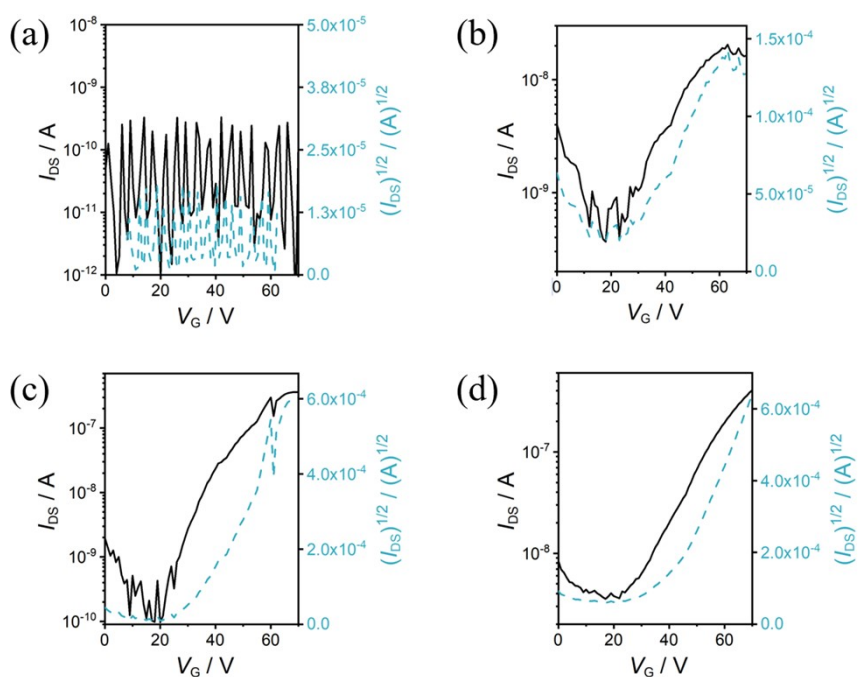 (a)
10⁻⁸
10⁻⁹
10⁻¹⁰
10⁻¹¹
10⁻¹²
I_DS / A
0 20 40 60
V_G / V
5.0x10⁻⁵
3.8x10⁻⁵
2.5x10⁻⁵
1.3x10⁻⁵
0.0
(I_DS)^1/2 / (A)^1/2
(b)
10⁻⁸
10⁻⁹
I_DS / A
0 20 40 60
V_G / V
1.5x10⁻⁴
1.0x10⁻⁴
5.0x10⁻⁵
0.0
(I_DS)^1/2 / (A)^1/2
(c)
10⁻⁷
10⁻⁸
10⁻⁹
10⁻¹⁰
I_DS / A
0 20 40 60
V_G / V
6.0x10⁻⁴
4.0x10⁻⁴
2.0x10⁻⁴
0.0
(I_DS)^1/2 / (A)^1/2
(d)
10⁻⁷
10⁻⁸
I_DS / A
0 20 40 60
V_G / V
6.0x10⁻⁴
4.0x10⁻⁴
2.0x10⁻⁴
0.0
(I_DS)^1/2 / (A)^1/2